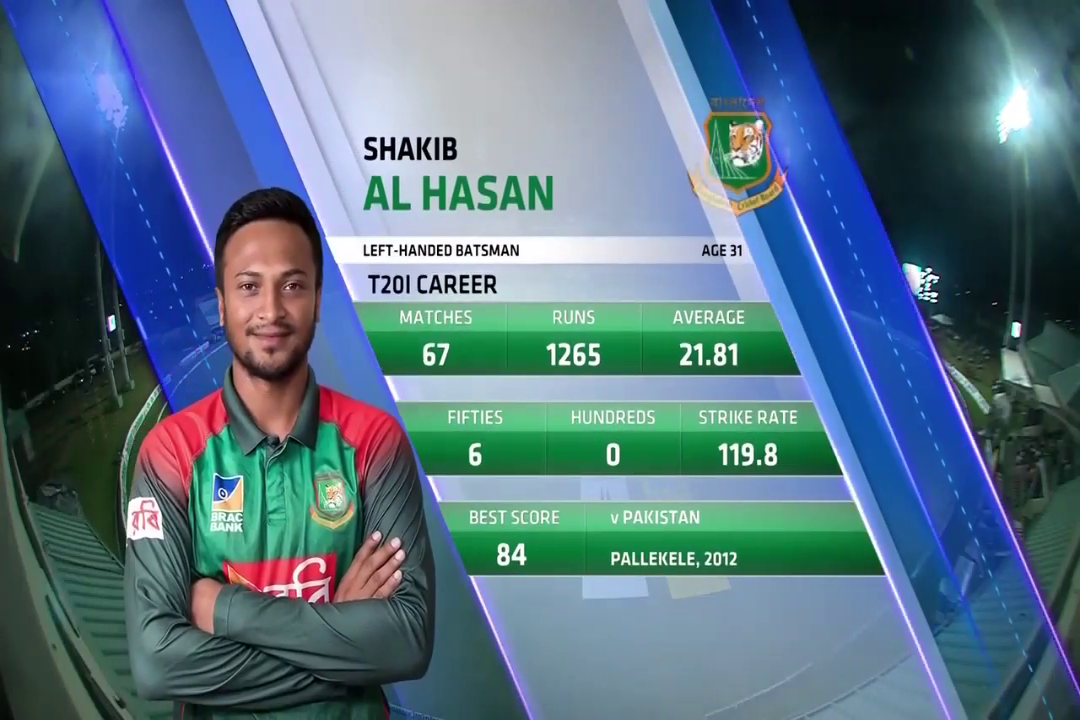 বাংলাদেশ
SHAKIB
AL HASAN
LEFT-HANDED BATSMAN AGE 31
T20I CAREER
MATCHES RUNS AVERAGE
67 1265 21.81
FIFTIES HUNDREDS STRIKE RATE
6 0 119.8
BEST SCORE v PAKISTAN
84 PALLEKELE, 2012
BRAC
BANK
রবি
রবি